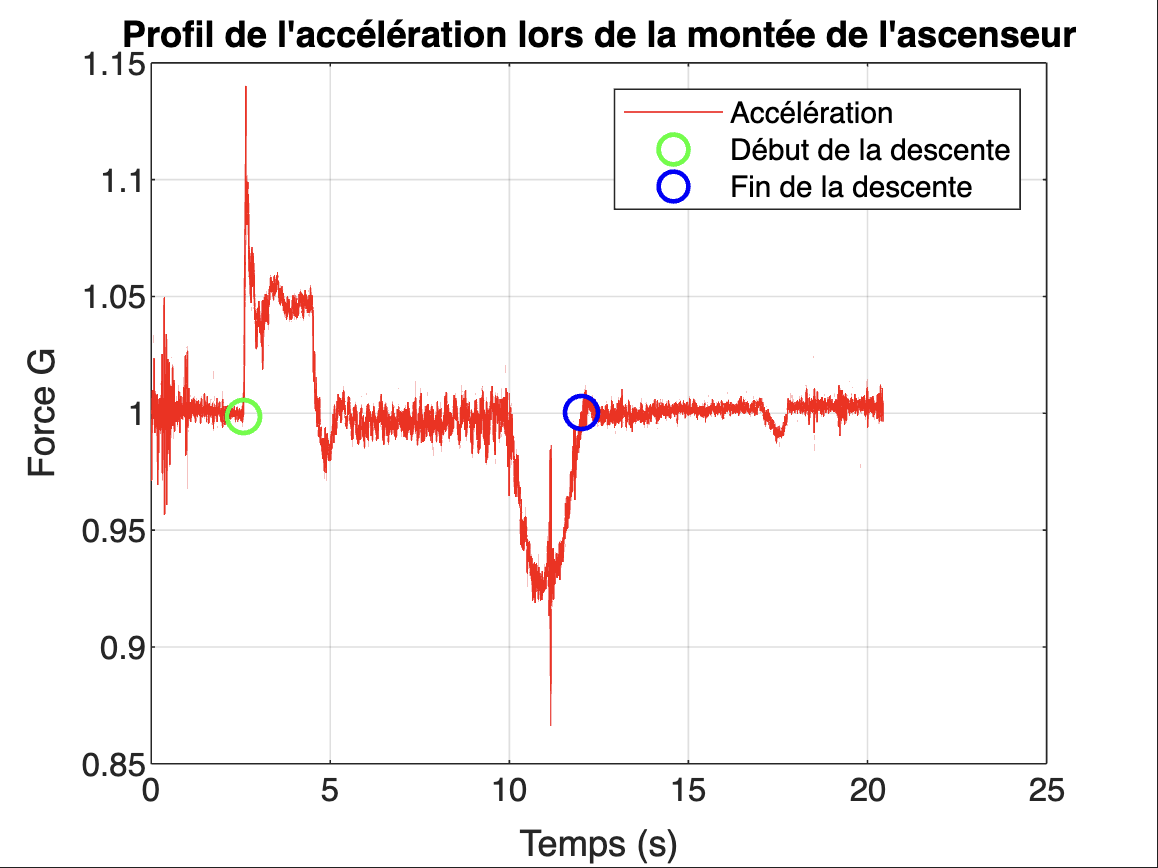 Profil de l'accélération lors de la montée de l'ascenseur
1.15
1.1
1.05
1
0.95
0.9
0.85
Force G
Accélération
Début de la descente
Fin de la descente
0 5 10 15 20 25
Temps (s)